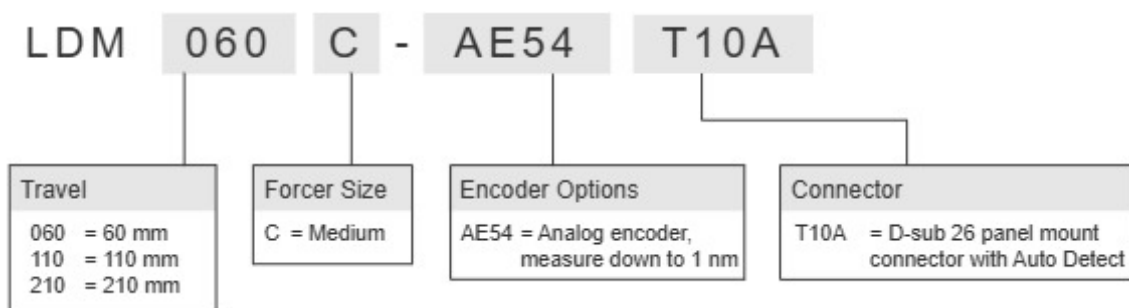 LDM 060 C - AE54 T10A
Travel
060 = 60 mm
110 = 110 mm
210 = 210 mm
Forcer Size
C = Medium
Encoder Options
AE54 = Analog encoder,
measure down to 1 nm
Connector
T10A = D-sub 26 panel mount
connector with Auto Detect